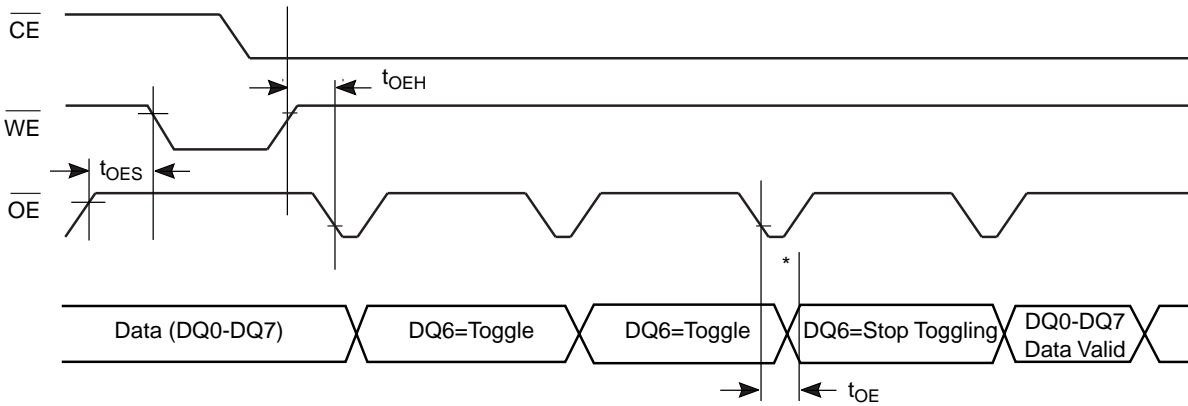 CE
tOEH
WE
tOES
OE
*
Data (DQ0-DQ7)
DQ6=Toggle
DQ6=Toggle
DQ6=Stop Toggling
DQ0-DQ7
Data Valid
tOE